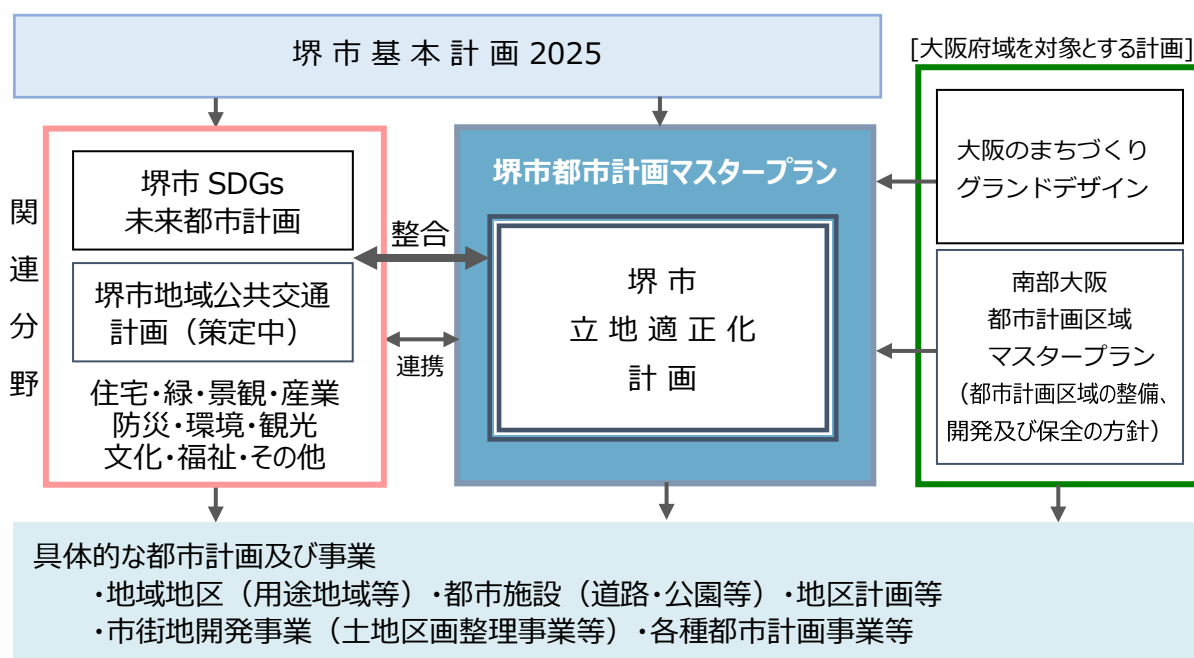 堺市基本計画 2025
[大阪府域を対象とする計画]
関連分野
堺市 SDGs
未来都市計画
堺市地域公共交通
計画（策定中）
住宅・緑・景観・産業
防災・環境・観光
文化・福祉・その他
整合
連携
堺市都市計画マスタープラン
堺市
立地適正化
計画
大阪のまちづくり
グランドデザイン
南部大阪
都市計画区域
マスタープラン
（都市計画区域の整備、
開発及び保全の方針）
具体的な都市計画及び事業
・地域地区（用途地域等）・都市施設（道路・公園等）・地区計画等
・市街地開発事業（土地区画整理事業等）・各種都市計画事業等